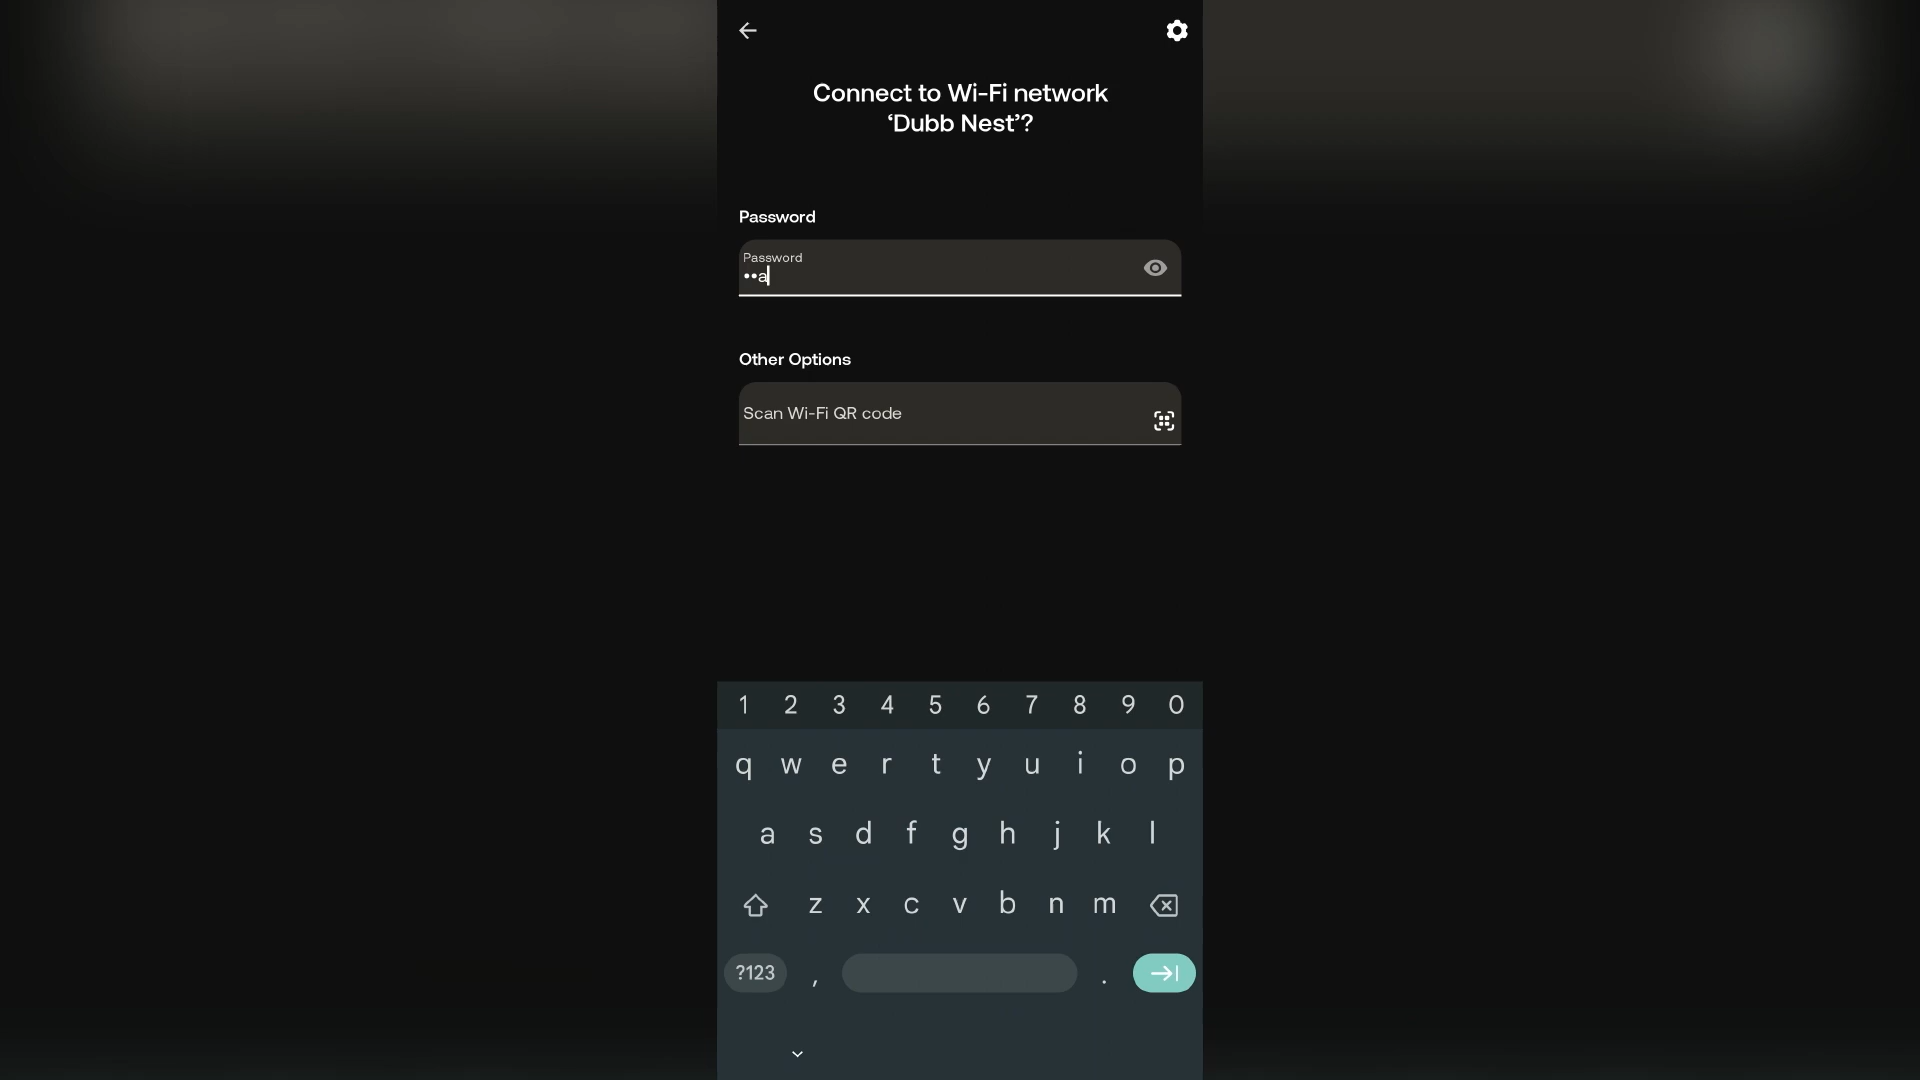 Connect to Wi-Fi network
‘Dubb Nest’?
Password
Password
••a
Other Options
Scan Wi-Fi QR code
1 2 3 4 5 6 7 8 9 0
q w e r t y u i o p
a s d f g h j k l
z x c v b n m
?123 , .